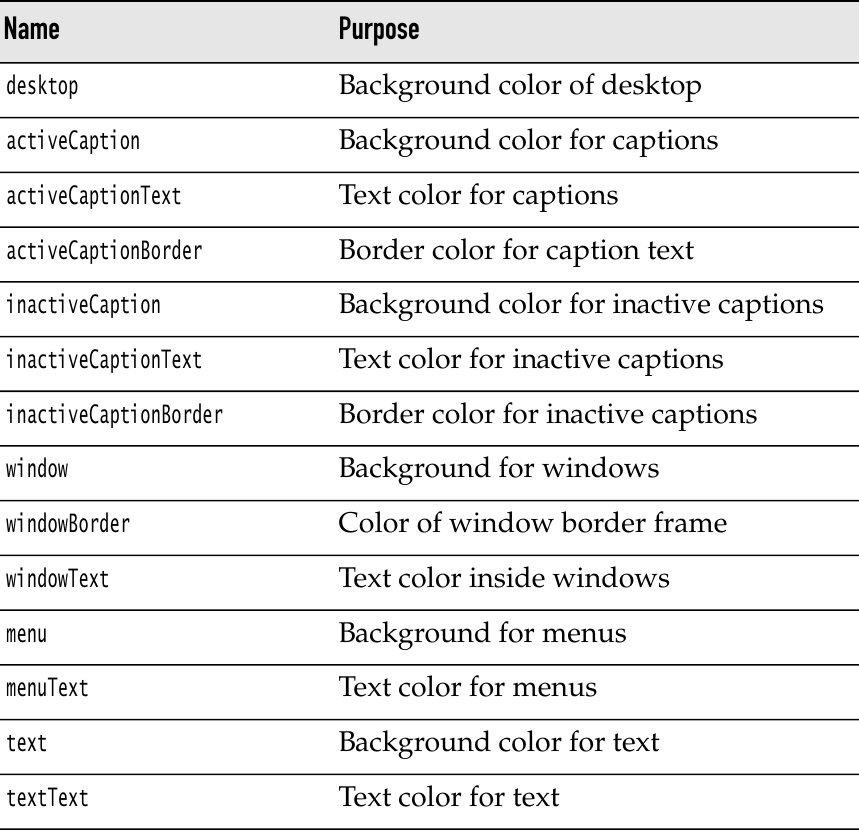 Name Purpose
desktop Background color of desktop
activeCaption Background color for captions
activeCaptionText Text color for captions
activeCaptionBorder Border color for caption text
inactiveCaption Background color for inactive captions
inactiveCaptionText Text color for inactive captions
inactiveCaptionBorder Border color for inactive captions
window Background for windows
windowBorder Color of window border frame
windowText Text color inside windows
menu Background for menus
menuText Text color for menus
text Background color for text
textText Text color for text